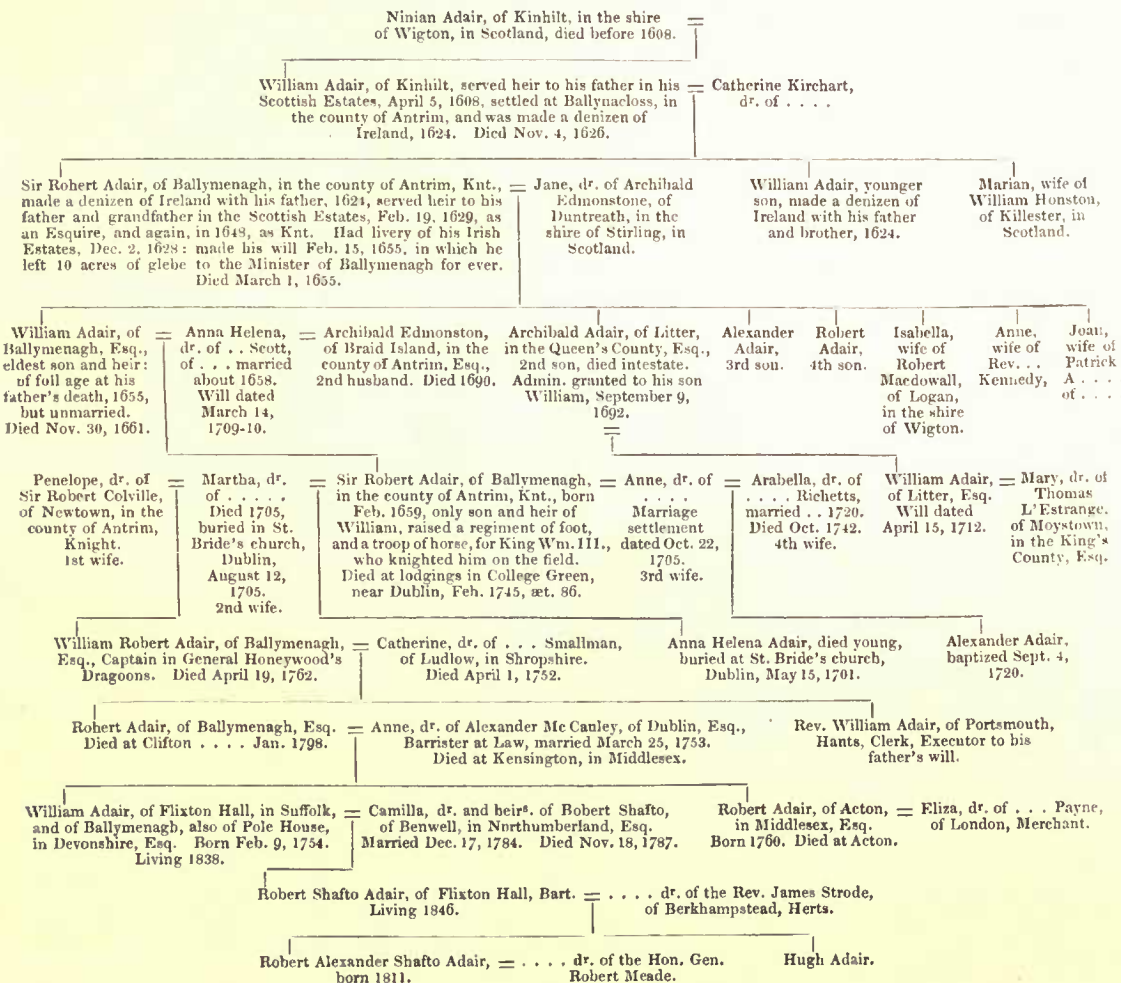 Ninian Adair, of Kinhilt, in the shire =
of Wigton, in Scotland, died before 1608.
William Adair, of Kinhilt, served heir to his father in his = Catherine Kirchart,
Scottish Estates, April 5, 1608, settled at Ballynacloss, in dr. of . . . .
the county of Antrim, and was made a denizen of
Ireland, 1624. Died Nov. 4, 1626.
Sir Robert Adair, of Ballymenagh, in the county of Antrim, Knt., =
made a denizen of Ireland with his father, 1624, served heir to his
father and grandfather in the Scottish Estates, Feb. 19, 1629, as
an Esquire, and again, in 1648, as Knt. Had livery of his Irish
Estates, Dec. 2, 1628: made his will Feb. 15, 1655, in which he
left 10 acres of glebe to the Minister of Ballymenagh for ever.
Died March 1, 1655.
Jane, dr. of Archibald
Edmonstone, of
Duntreath, in the
shire of Stirling, in
Scotland.
William Adair, younger
son, made a denizen of
Ireland with his father
and brother, 1624.
Marian, wife of
William Honston,
of Killester, in
Scotland.
William Adair, of =
Ballymenagh, Esq.,
eldest son and heir:
of full age at his
father's death, 1655,
but unmarried.
Died Nov. 30, 1661.
Anna Helena, =
dr. of . . Scott,
of . . . married
about 1658.
Will dated
March 14,
1709-10.
Archibald Edmonston,
of Braid Island, in the
county of Antrim, Esq.,
2nd husband. Died 1690.
Archibald Adair, of Litter,
in the Queen's County, Esq.,
2nd son, died intestate.
Admin. granted to his son
William, September 9,
1692.
=
Alexander
Adair,
3rd son.
Robert
Adair,
4th son.
Isabella,
wife of
Robert
Macdowall,
of Logan,
in the shire
of Wigton.
Anne,
wife of
Rev. . .
Kennedy,
Joan,
wife of
Patrick
A . . .
of . . .
Penelope, dr. of =
Sir Robert Colville,
of Newtown, in the
county of Antrim,
Knight.
1st wife.
Martha, dr. =
of . . . . .
Died 1705,
buried in St.
Bride's church,
Dublin,
August 12,
1705.
2nd wife.
Sir Robert Adair, of Ballymenagh, =
in the county of Antrim, Knt., born
Feb. 1659, only son and heir of
William, raised a regiment of foot,
and a troop of horse, for King Wm. III.,
who knighted him on the field.
Died at lodgings in College Green,
near Dublin, Feb. 1745, æt. 86.
Anne, dr. of =
. . . .
Marriage
settlement
dated Oct. 22,
1705.
3rd wife.
Arabella, dr. of
. . . . Richetts,
married . . 1720.
Died Oct. 1742.
4th wife.
William Adair, =
of Litter, Esq.
Will dated
April 15, 1712.
Mary, dr. of
Thomas
L'Estrange,
of Moystown,
in the King's
County, Esq.
William Robert Adair, of Ballymenagh, =
Esq., Captain in General Honeywood's
Dragoons. Died April 19, 1762.
Catherine, dr. of . . . Smallman,
of Ludlow, in Shropshire.
Died April 1, 1752.
Anna Helena Adair, died young,
buried at St. Bride's church,
Dublin, May 15, 1701.
Alexander Adair,
baptized Sept. 4,
1720.
Robert Adair, of Ballymenagh, Esq. =
Died at Clifton . . . . Jan. 1798.
Anne, dr. of Alexander Mc Canley, of Dublin, Esq.,
Barrister at Law, married March 25, 1753.
Died at Kensington, in Middlesex.
Rev. William Adair, of Portsmouth,
Hants, Clerk, Executor to his
father's will.
William Adair, of Flixton Hall, in Suffolk, =
and of Ballymenagh, also of Pole House,
in Devonshire, Esq. Born Feb. 9, 1754.
Living 1838.
Camilla, dr. and heirs. of Robert Shafto,
of Benwell, in Northumberland, Esq.
Married Dec. 17, 1784. Died Nov. 18, 1787.
Robert Adair, of Acton, =
in Middlesex, Esq.
Born 1760. Died at Acton.
Eliza, dr. of . . . Payne,
of London, Merchant.
Robert Shafto Adair, of Flixton Hall, Bart. = . . . . dr. of the Rev. James Strode,
Living 1846. of Berkhampstead, Herts.
Robert Alexander Shafto Adair, = . . . . dr. of the Hon. Gen.
born 1811. Robert Meade.
Hugh Adair.